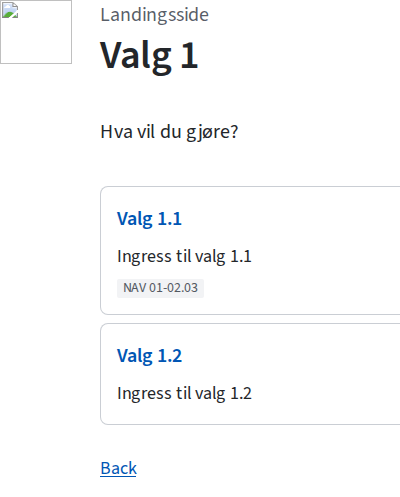 Landingsside
Valg 1
Hva vil du gjøre?
Valg 1.1
Ingress til valg 1.1
NAV 01-02.03
Valg 1.2
Ingress til valg 1.2
Back